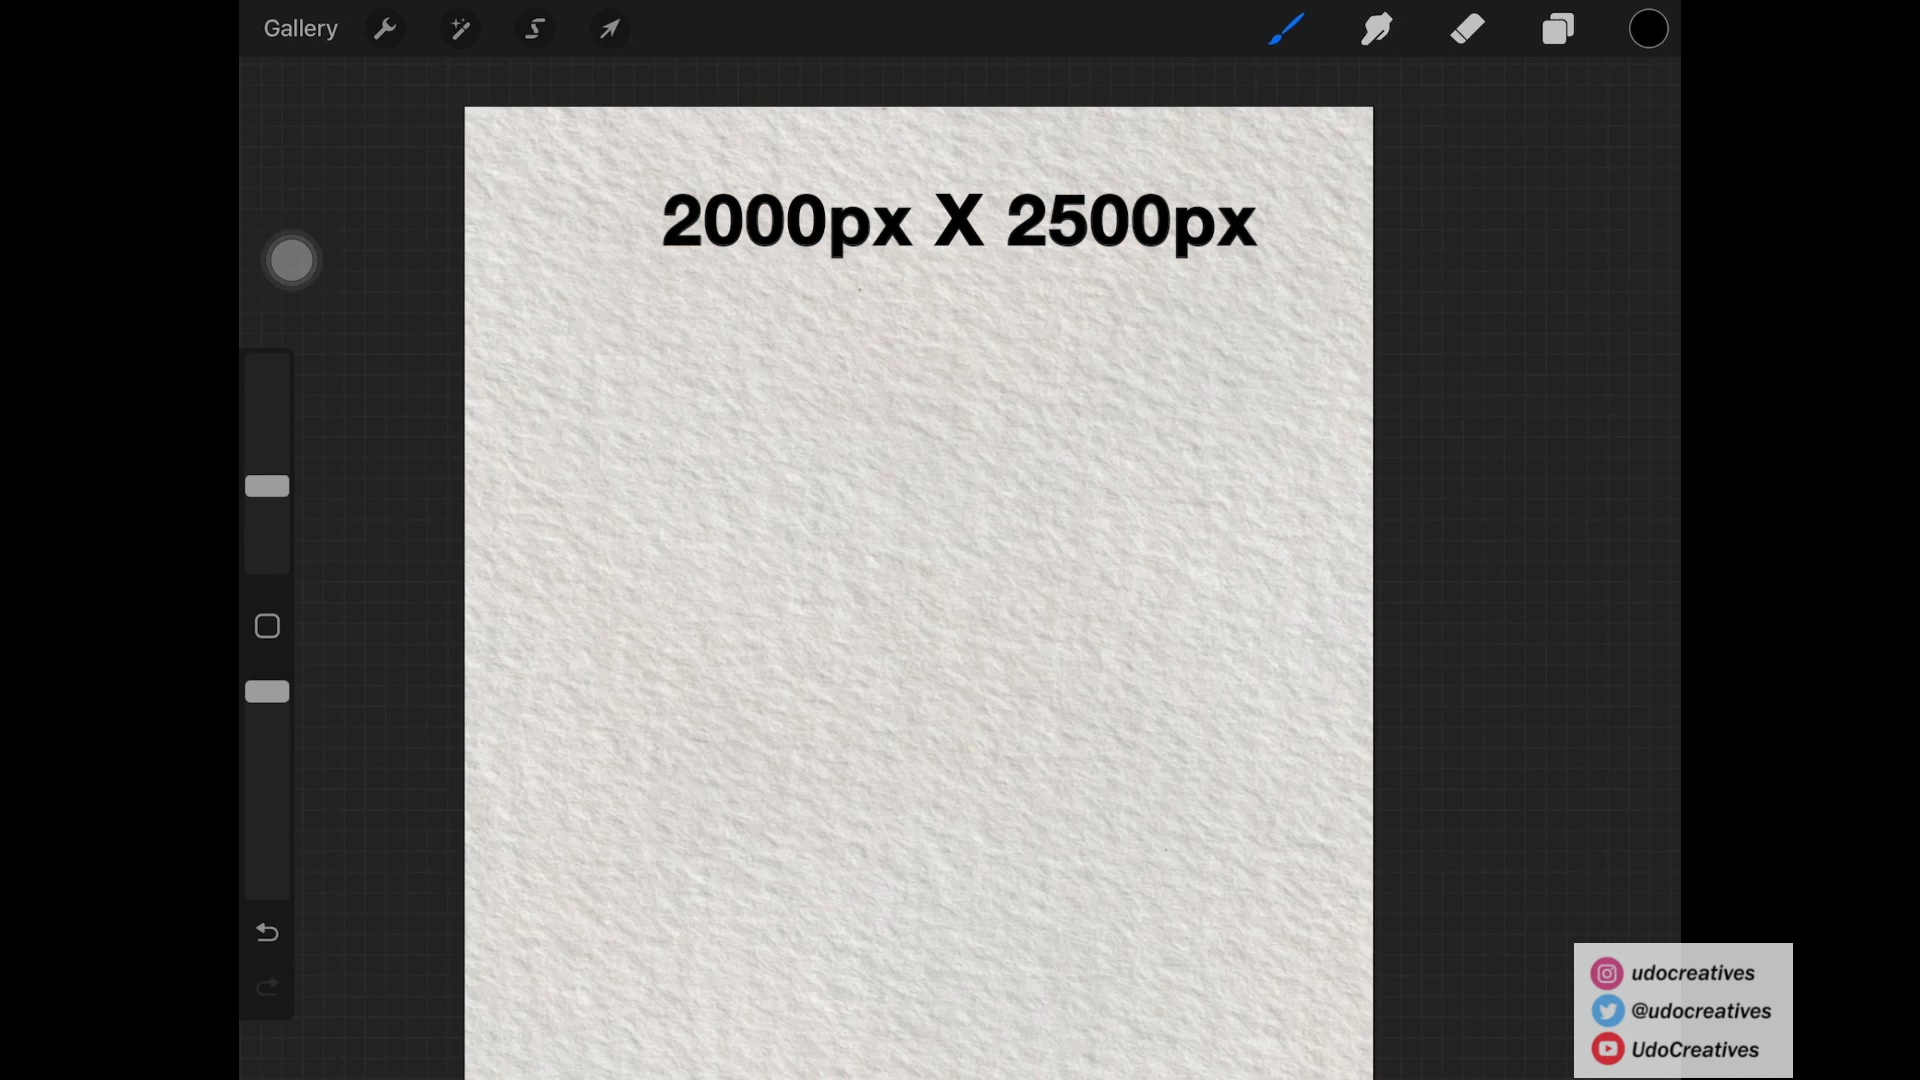 Gallery
2000px X 2500px
udocreatives
@udocreatives
UdoCreatives